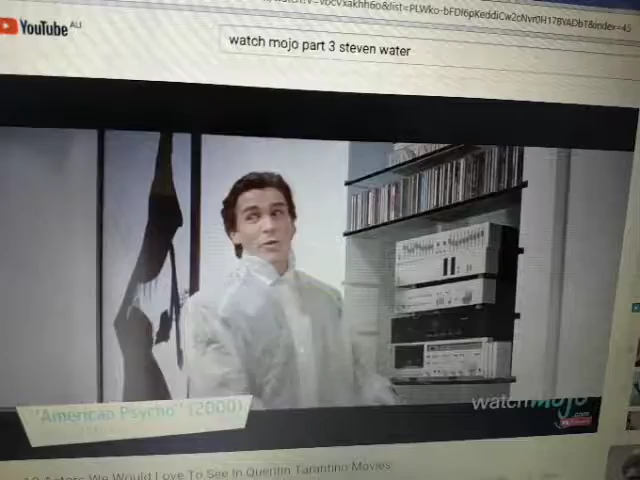 YouTube AU
watch mojo part 3 steven water
"American Psycho" (2000)
watchmojo
.com
10 Actors We Would Love To See In Quentin Tarantino Movies